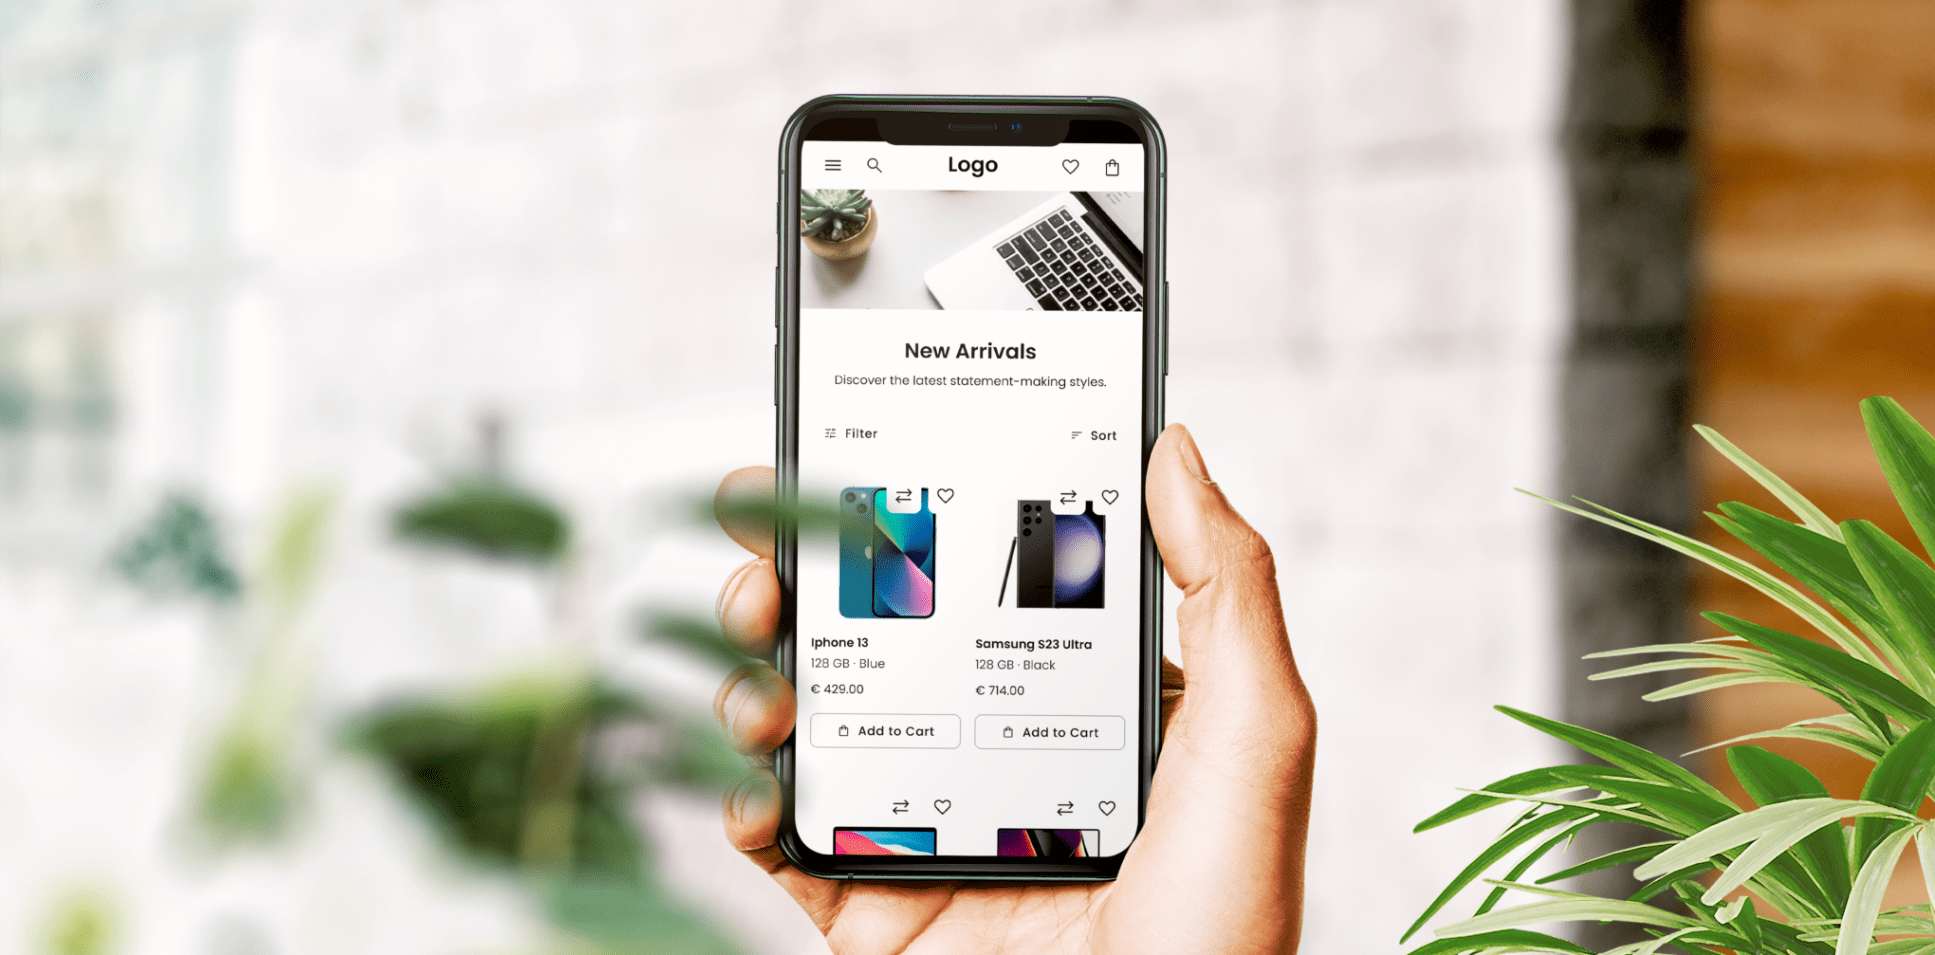 Logo
New Arrivals
Discover the latest statement-making styles.
Filter
Sort
Iphone 13
128 GB · Blue
€ 429.00
Add to Cart
Samsung S23 Ultra
128 GB · Black
€ 714.00
Add to Cart